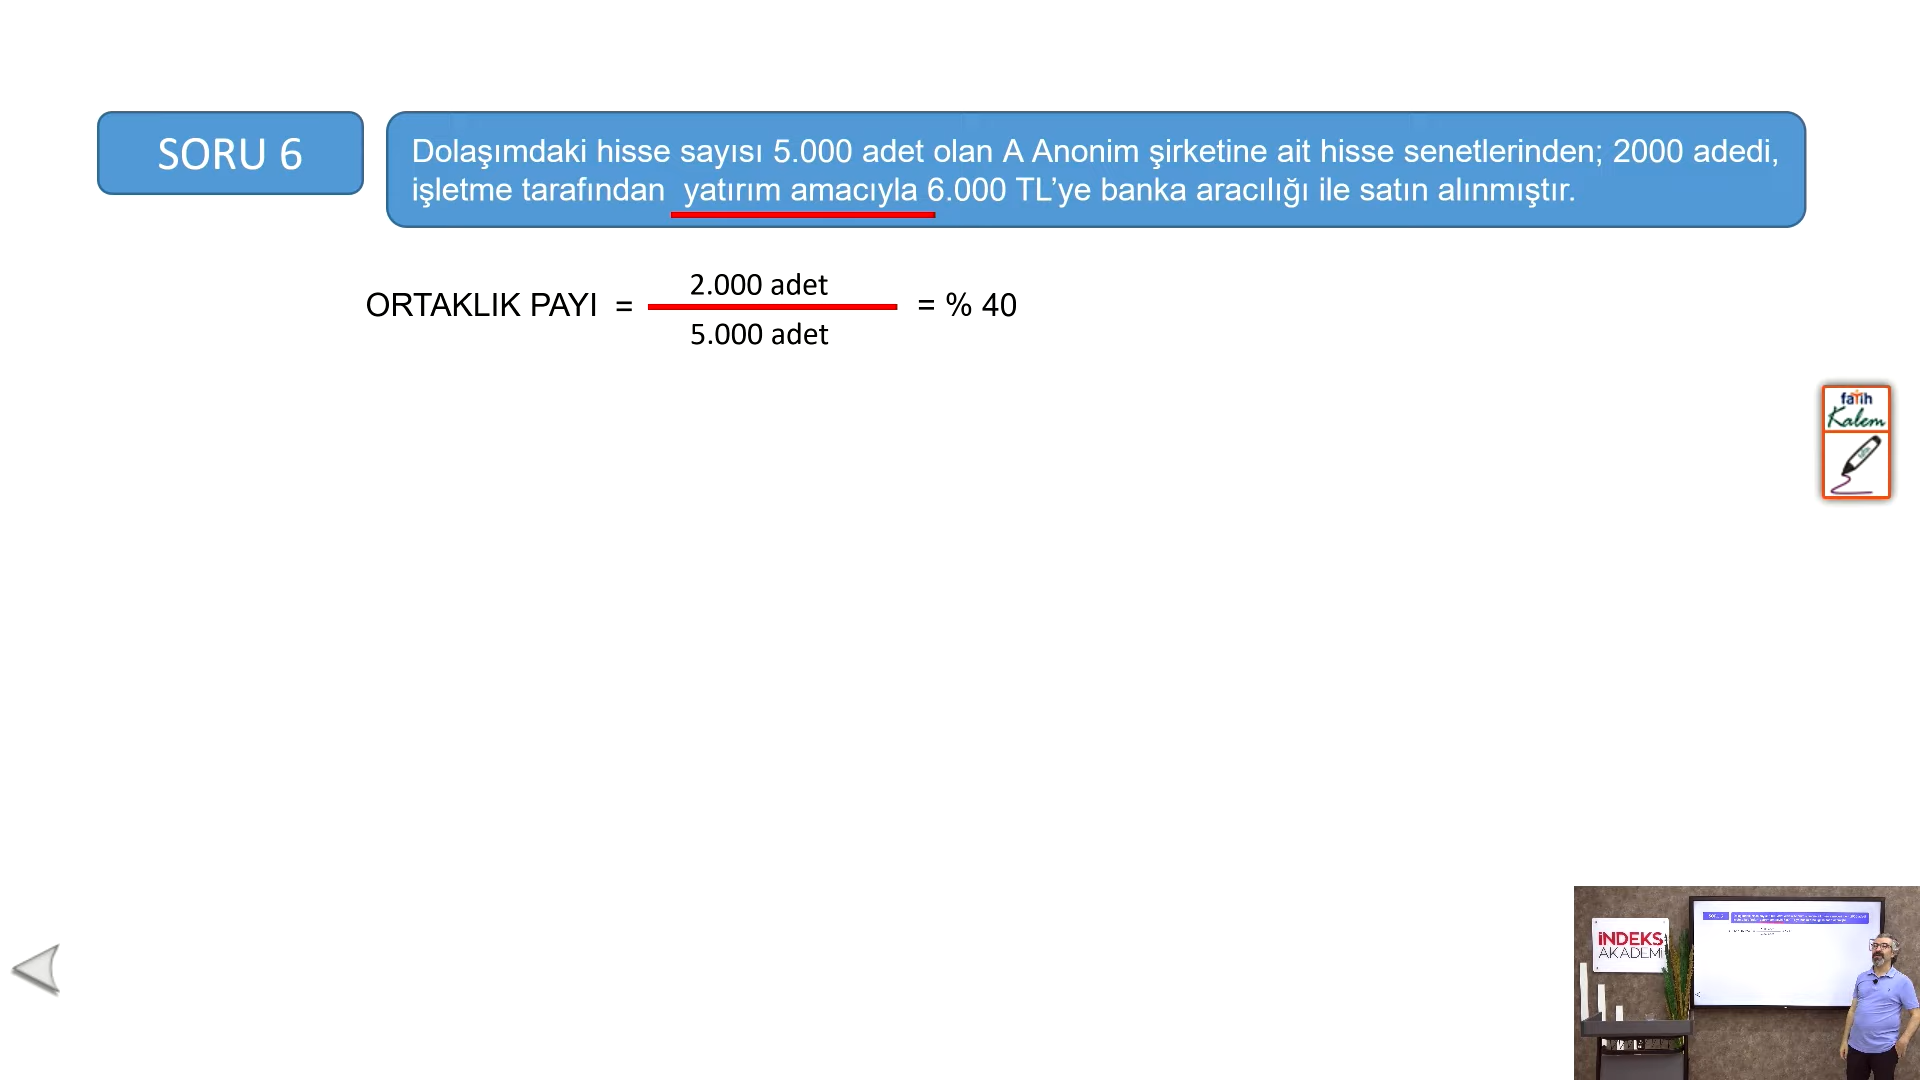 SORU 6
Dolaşımdaki hisse sayısı 5.000 adet olan A Anonim şirketine ait hisse senetlerinden; 2000 adedi,
işletme tarafından yatırım amacıyla 6.000 TL’ye banka aracılığı ile satın alınmıştır.
2.000 adet
ORTAKLIK PAYI = = % 40
5.000 adet
fatih
Kalem
İNDEKS
AKADEMİ